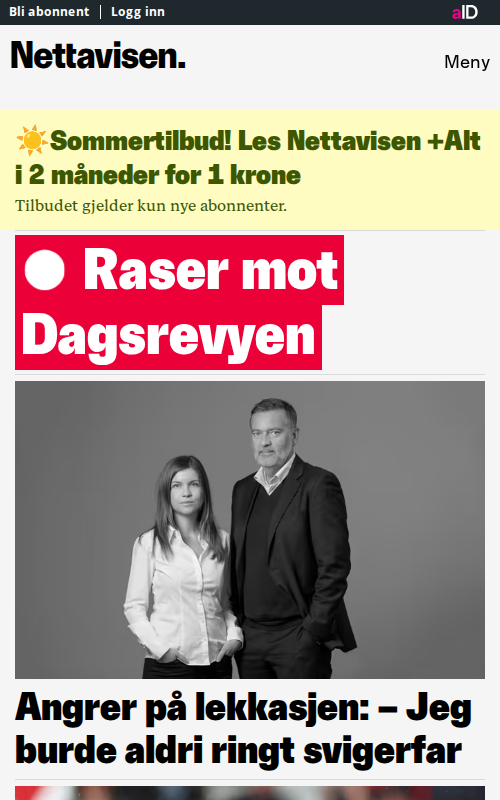 Bli abonnent | Logg inn
aID
Nettavisen.
Meny
☀️Sommertilbud! Les Nettavisen +Alt
i 2 måneder for 1 krone
Tilbudet gjelder kun nye abonnenter.
Raser mot
Dagsrevyen
Angrer på lekkasjen: – Jeg
burde aldri ringt svigerfar